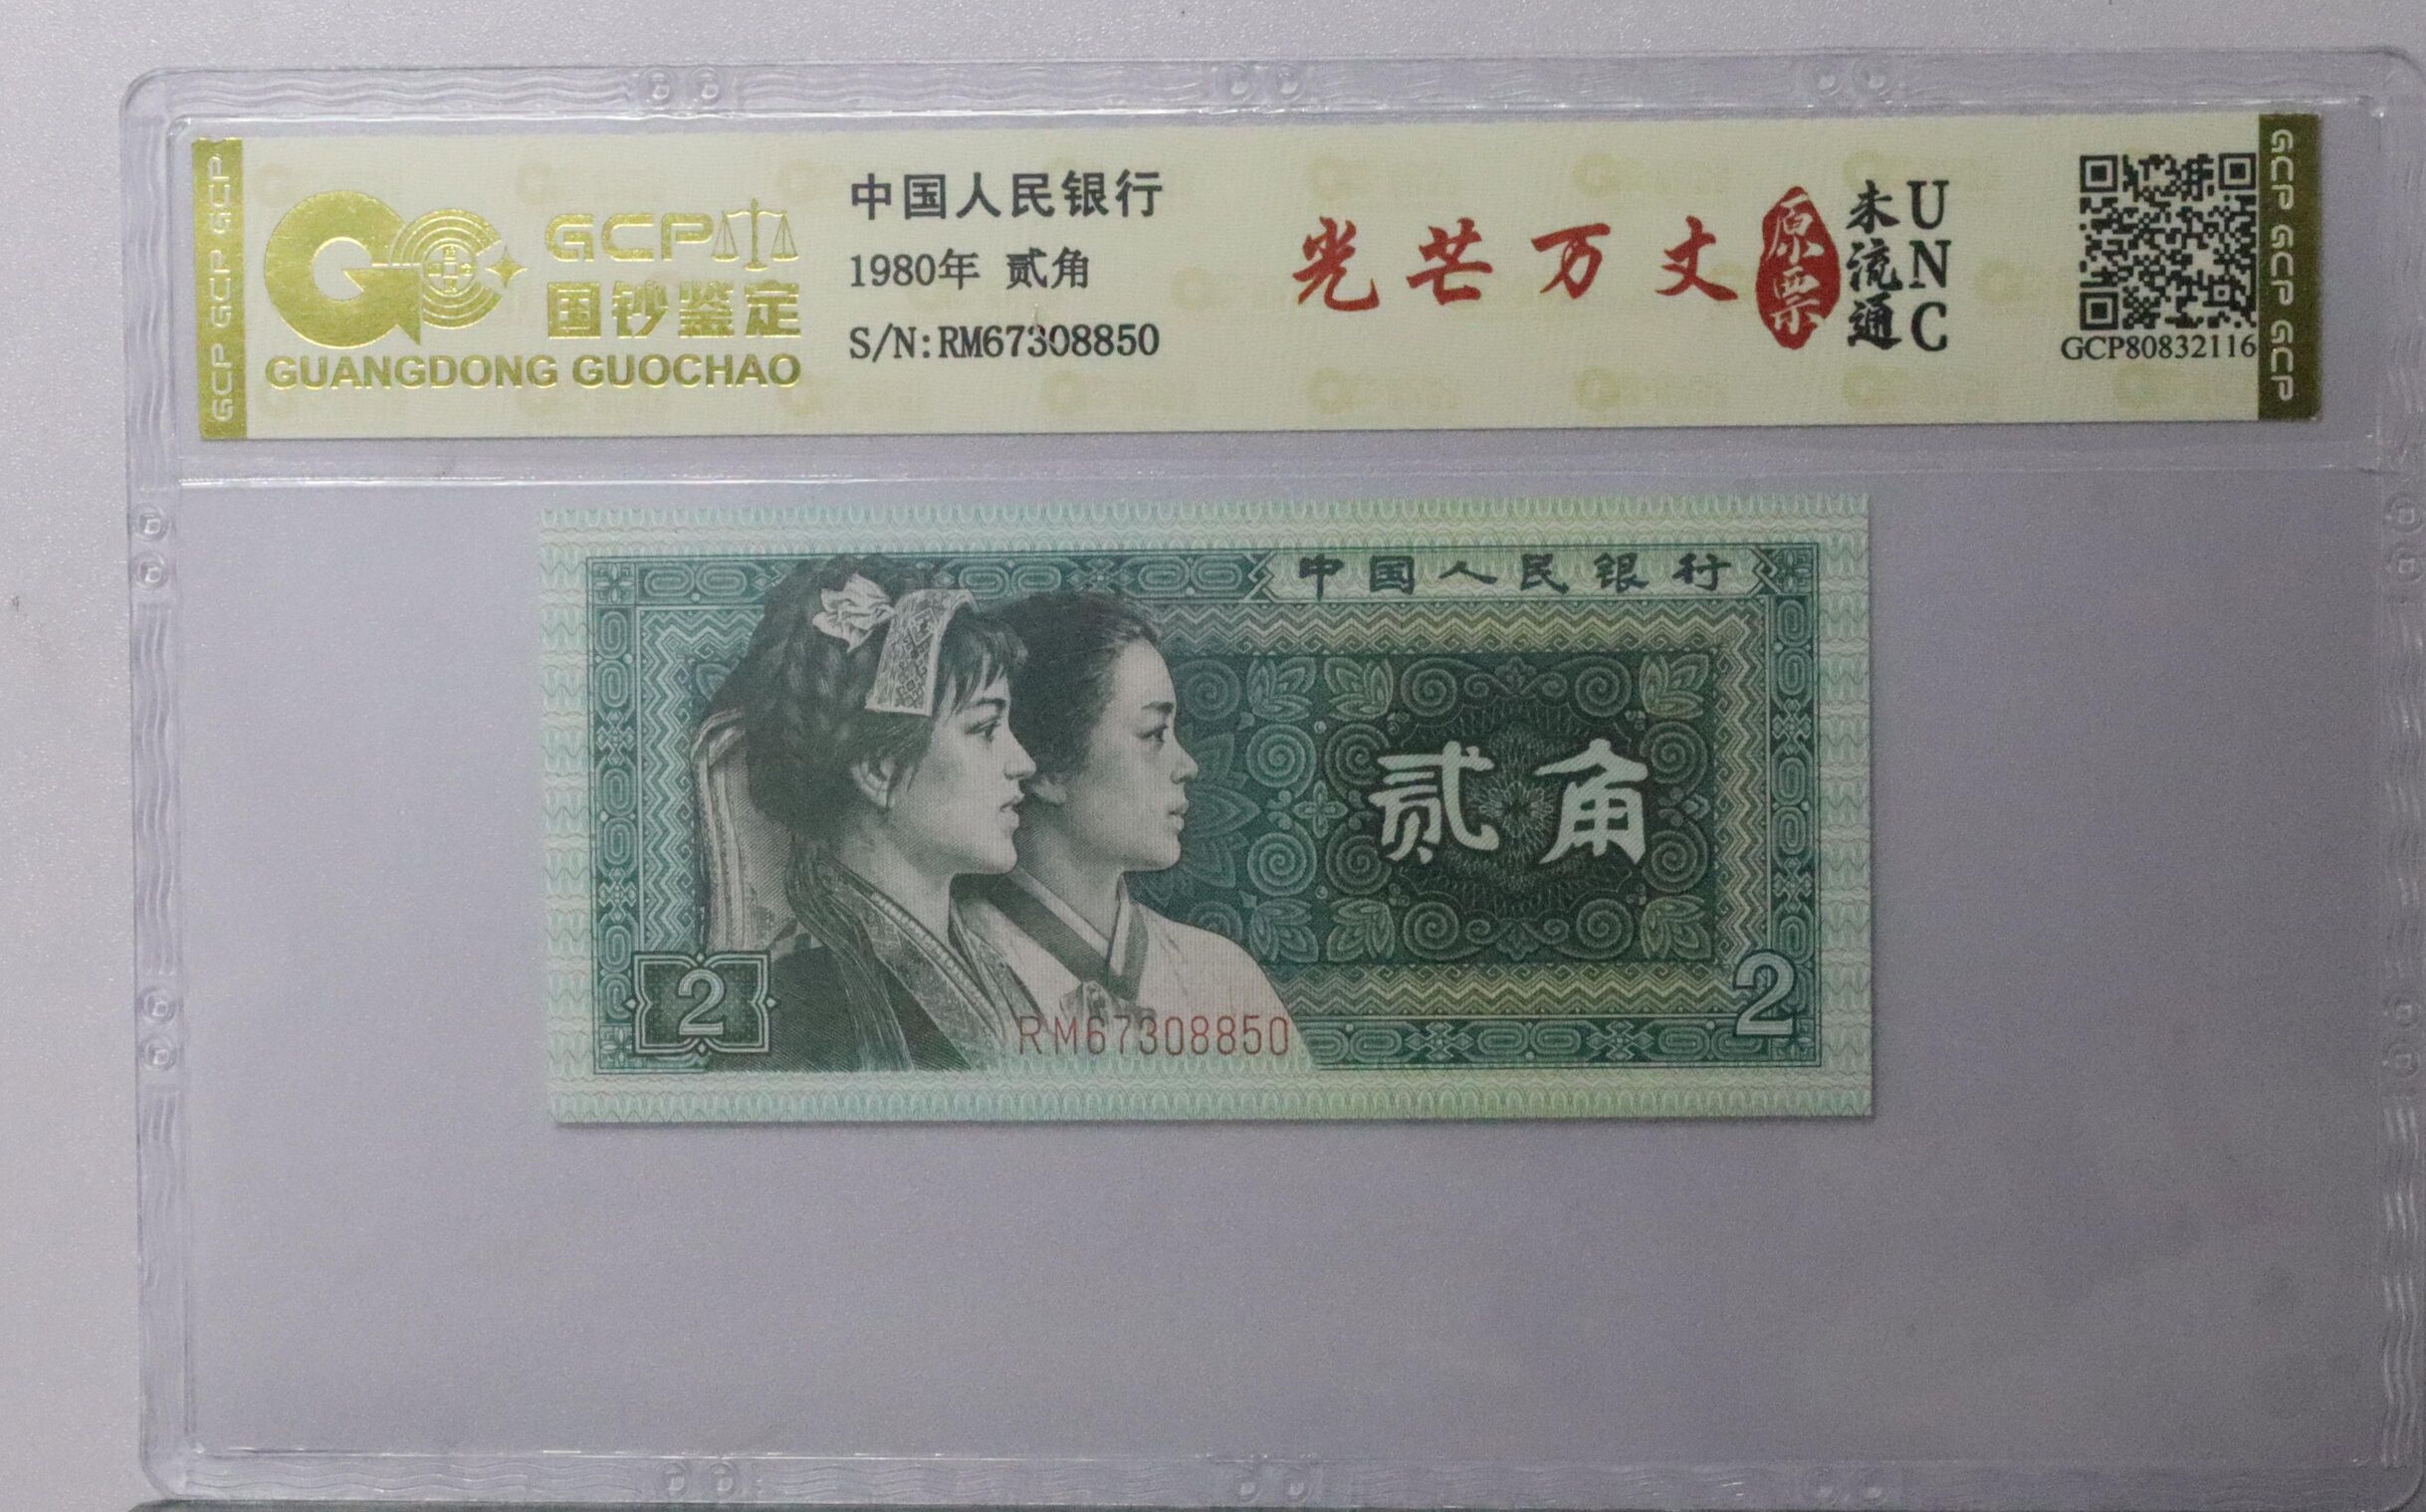 GCP GCP GCP
GCP
国钞鉴定
GUANGDONG GUOCHAO
中国人民银行
1980年 贰角
S/N:RM67308850
光芒万丈
原票
未流通
UNC
GCP80832116
GCP GCP GCP
中国人民银行
贰角
2
RM67308850
2